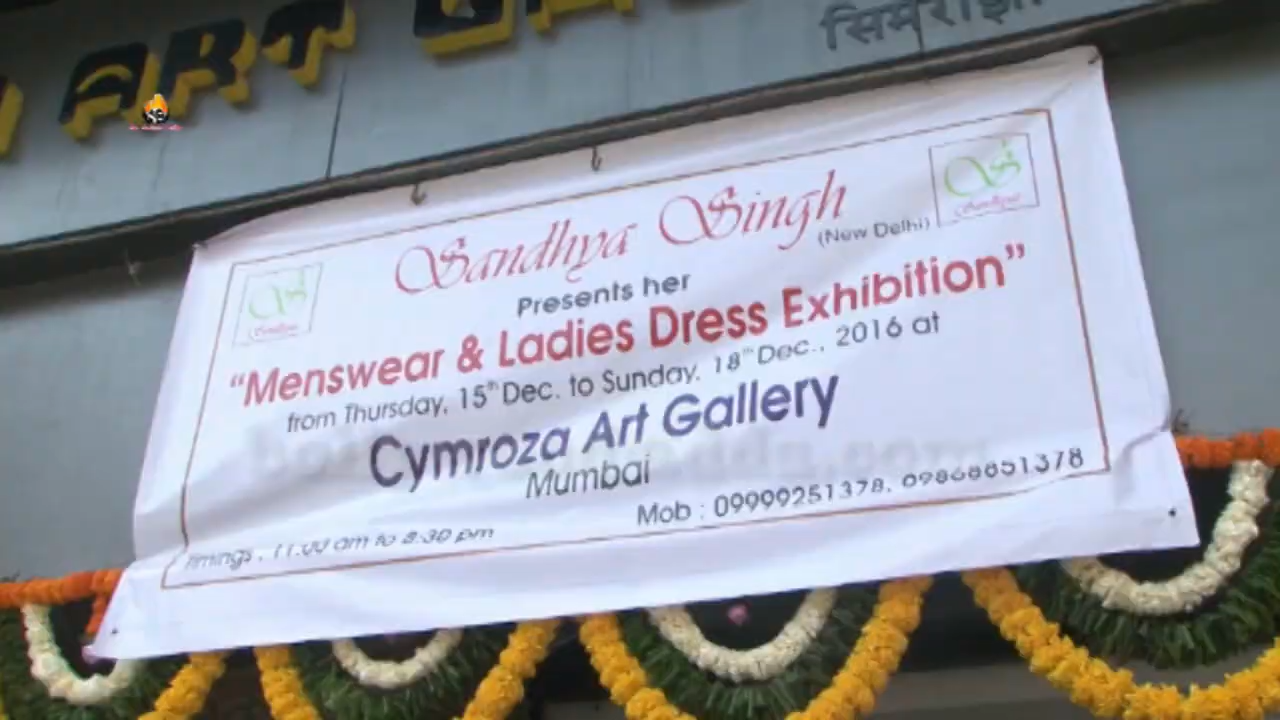 ART
सिमरोझा
Sandhya Singh
(New Delhi)
Presents her
"Menswear & Ladies Dress Exhibition"
from Thursday, 15th Dec. to Sunday, 18th Dec., 2016 at
Cymroza Art Gallery
Mumbai
Mob : 09999251378, 09868851378
Timings : 11.00 am to 8:30 pm